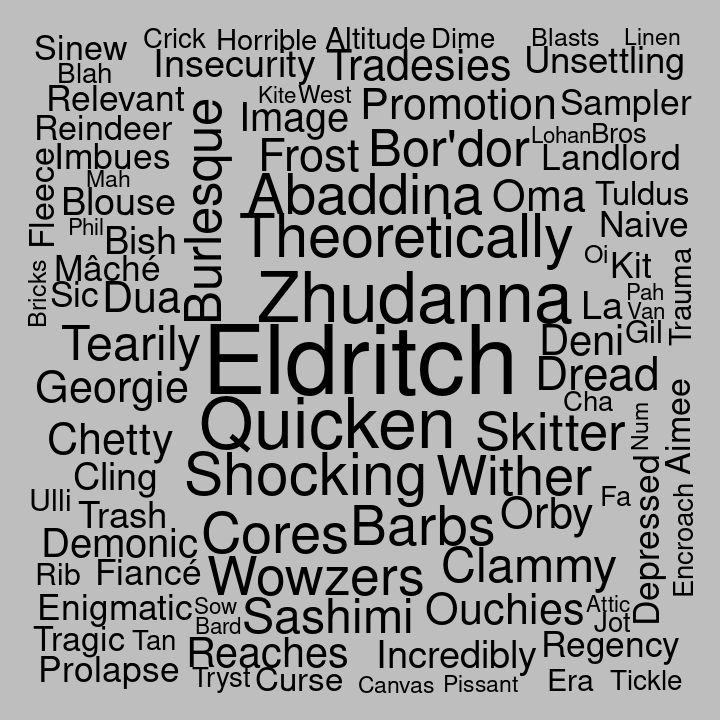 Sinew
Crick
Horrible
Altitude
Dime
Blasts
Linen
Blah
Insecurity
Tradesies
Unsettling
Relevant
Kite
West
Promotion
Sampler
Reindeer
Image
Imbues
Frost
Bor'dor
Lohan
Bros
Landlord
Mah
Fleece
Blouse
Burlesque
Abaddina
Oma
Tuldus
Phil
Bish
Theoretically
Naive
Mâché
Oi
Kit
Trauma
Bricks
Sic
Dua
Zhudanna
La
Pah
Van
Tearily
Eldritch
Deni
Gil
Georgie
Dread
Cha
Quicken
Skitter
Num
Aimee
Chetty
Cling
Shocking
Wither
Ulli
Trash
Orby
Fa
Depressed
Encroach
Demonic
Cores
Barbs
Rib
Fiancé
Wowzers
Clammy
Enigmatic
Sow
Bard
Sashimi
Ouchies
Attic
Jot
Tragic
Tan
Reaches
Incredibly
Regency
Prolapse
Tryst
Curse
Canvas
Pissant
Era
Tickle